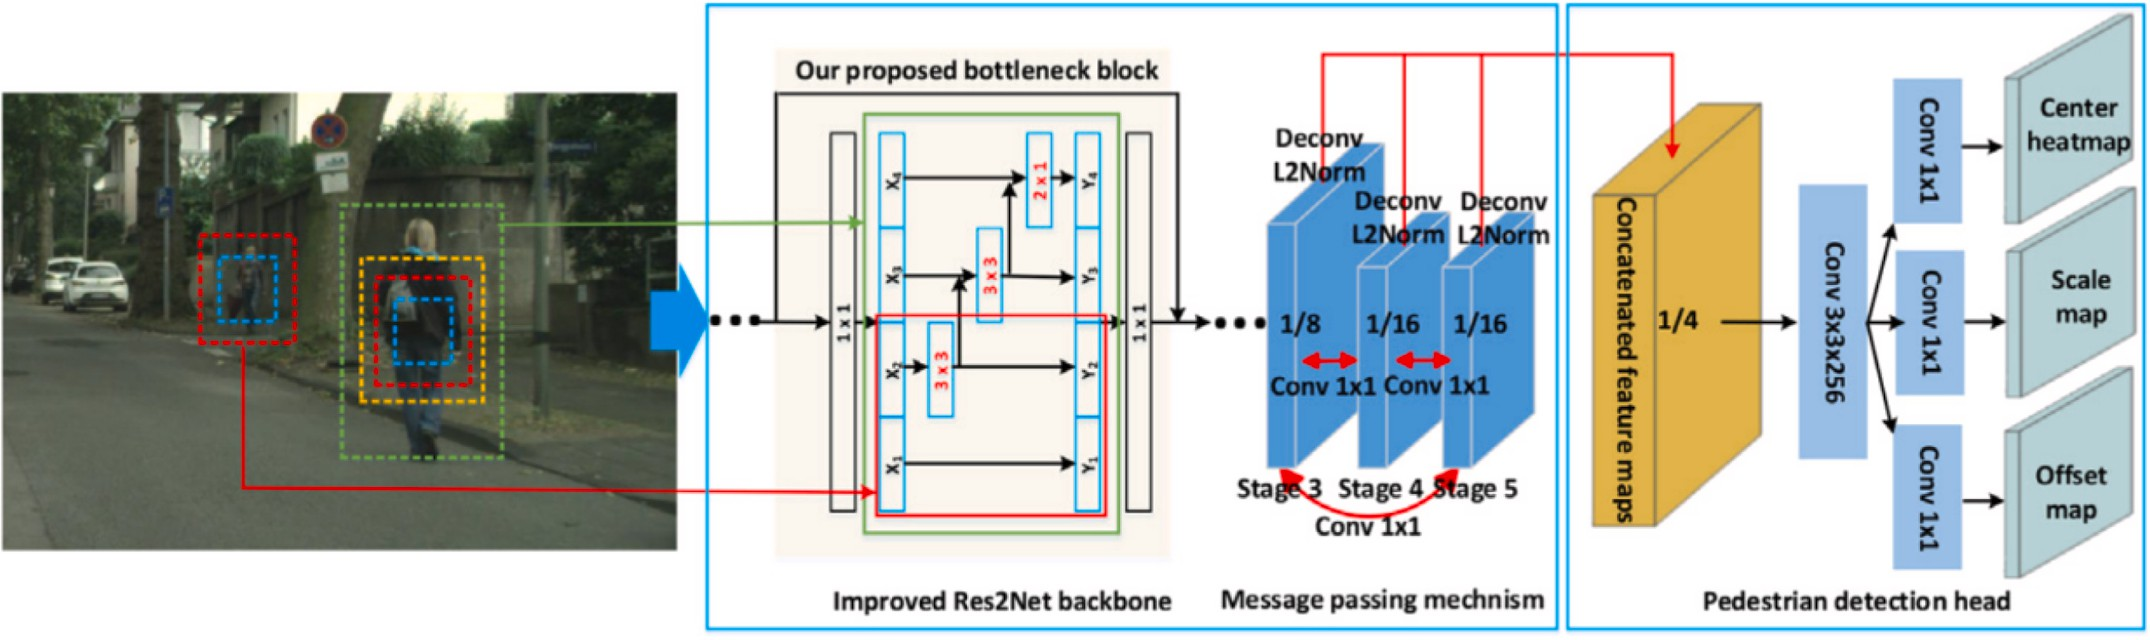 Our proposed bottleneck block
1 x 1
X4
X3
X2
X1
3 x 3
3 x 3
2 x 1
Y4
Y3
Y2
Y1
1 x 1
Improved Res2Net backbone
Deconv
L2Norm
Deconv
L2Norm
Deconv
L2Norm
1/8
1/16
1/16
Conv 1x1
Conv 1x1
Stage 3
Stage 4
Stage 5
Conv 1x1
Message passing mechnism
Concatenated feature maps
1/4
Conv 3x3x256
Conv 1x1
Conv 1x1
Conv 1x1
Center
heatmap
Scale
map
Offset
map
Pedestrian detection head